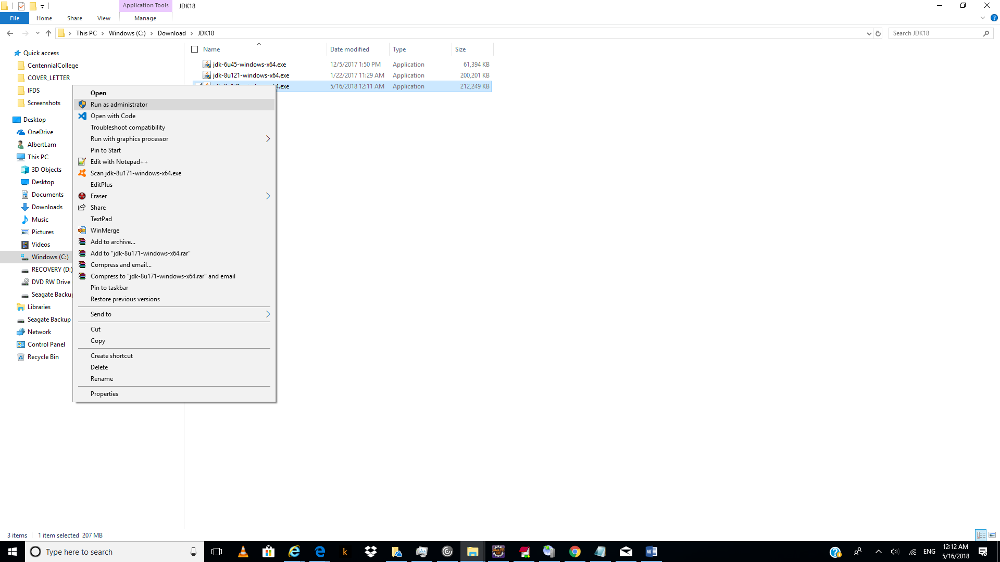 Application Tools
JDK18
File
Home
Share
View
Manage
This PC
Windows (C:)
Download
JDK18
Search JDK18
Name
Date modified
Type
Size
jdk-6u45-windows-x64.exe 12/5/2017 1:50 PM Application 61,394 KB
jdk-8u121-windows-x64.exe 1/22/2017 11:29 AM Application 200,201 KB
5/16/2018 12:11 AM Application 212,249 KB
Quick access
CentennialCollege
COVER_LETTER
IFDS
Screenshots
Desktop
OneDrive
AlbertLam
This PC
3D Objects
Desktop
Documents
Downloads
Music
Pictures
Videos
Windows (C:)
RECOVERY (D:)
DVD RW Drive
Seagate Backup
Libraries
Seagate Backup
Network
Control Panel
Recycle Bin
Open
Run as administrator
Open with Code
Troubleshoot compatibility
Run with graphics processor
Pin to Start
Edit with Notepad++
Scan jdk-8u171-windows-x64.exe
EditPlus
Eraser
Share
TextPad
WinMerge
Add to archive...
Add to "jdk-8u171-windows-x64.rar"
Compress and email...
Compress to "jdk-8u171-windows-x64.rar" and email
Pin to taskbar
Restore previous versions
Send to
Cut
Copy
Create shortcut
Delete
Rename
Properties
3 items
1 item selected 207 MB
Type here to search
ENG
12:12 AM
5/16/2018